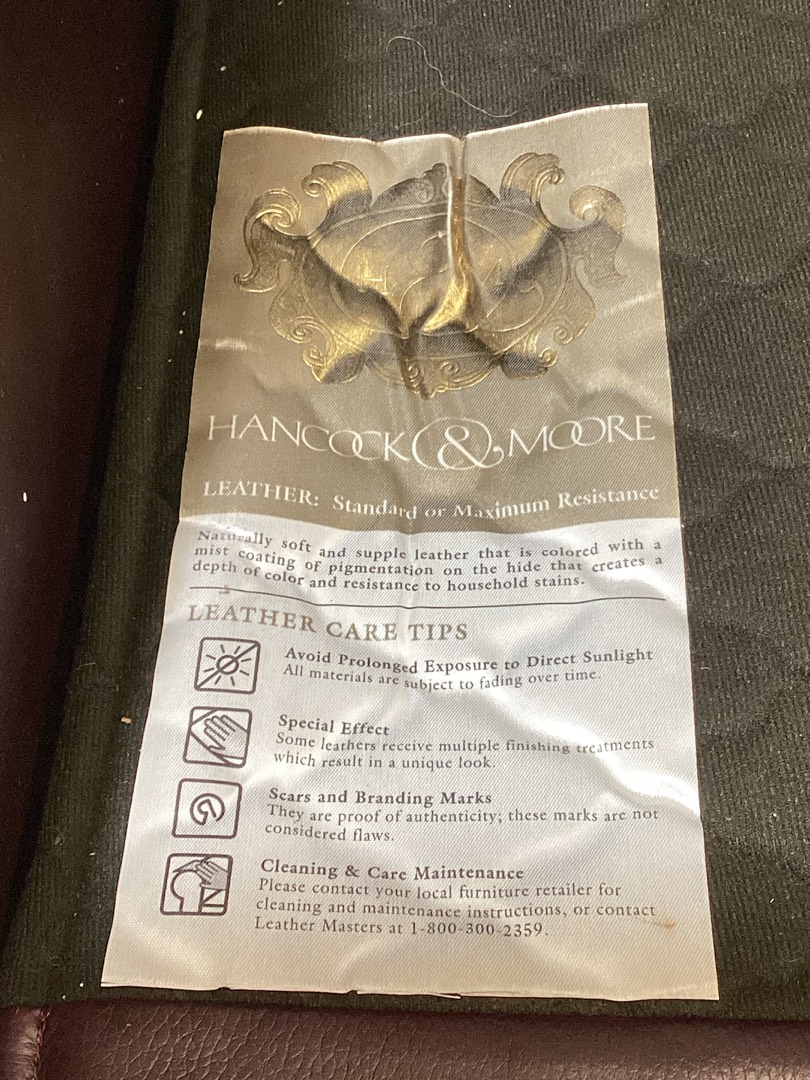 HANCOCK & MOORE
LEATHER: Standard or Maximum Resistance
Naturally soft and supple leather that is colored with a
mist coating of pigmentation on the hide that creates a
depth of color and resistance to household stains.
LEATHER CARE TIPS
Avoid Prolonged Exposure to Direct Sunlight
All materials are subject to fading over time.
Special Effect
Some leathers receive multiple finishing treatments
which result in a unique look.
Scars and Branding Marks
They are proof of authenticity; these marks are not
considered flaws.
Cleaning & Care Maintenance
Please contact your local furniture retailer for
cleaning and maintenance instructions, or contact
Leather Masters at 1-800-300-2359.